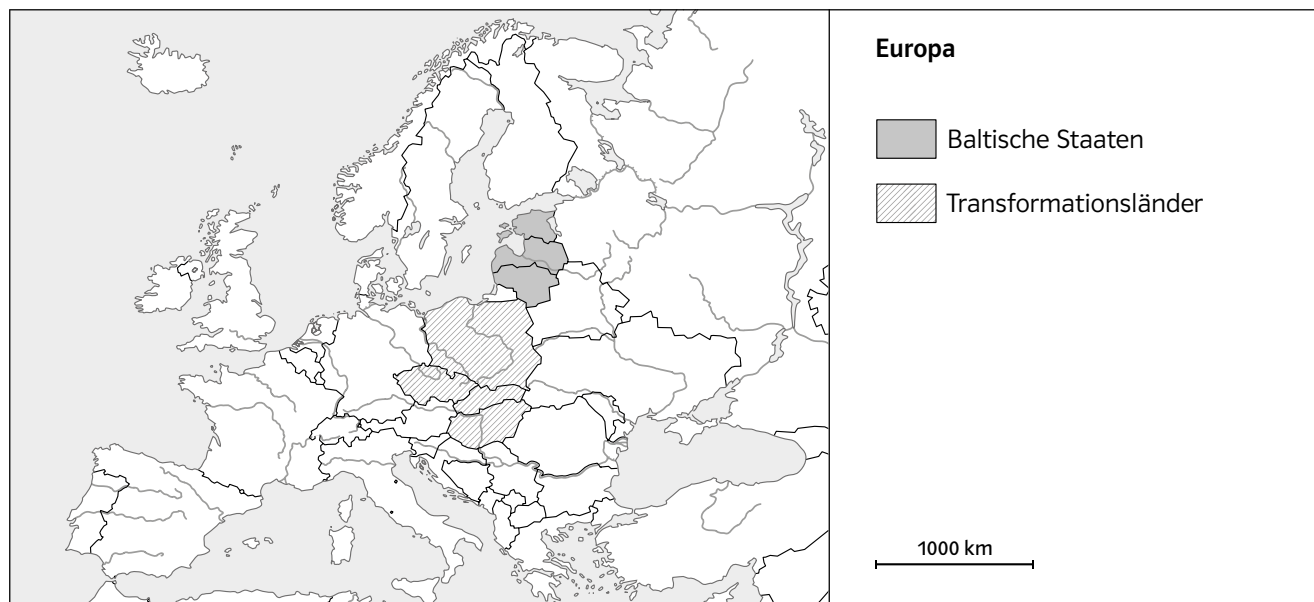 Europa
Baltische Staaten
Transformationsländer
1000 km